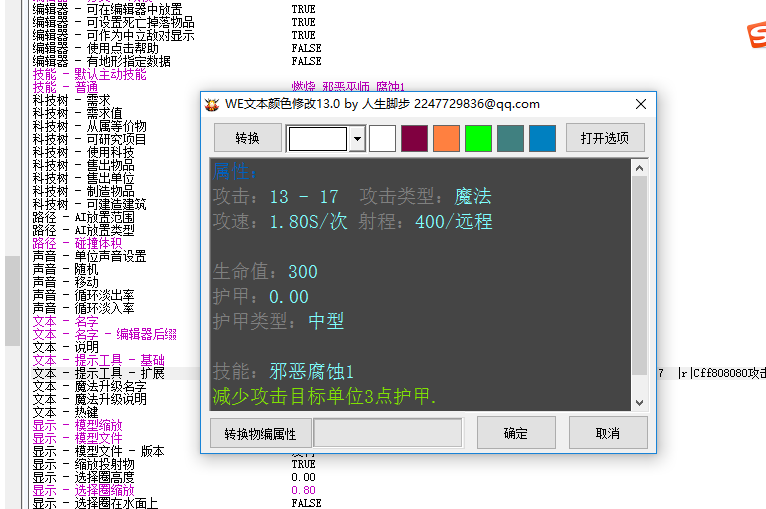 编辑器 - 可在编辑器中放置 TRUE
编辑器 - 可设置死亡掉落物品 TRUE
编辑器 - 可作为中立敌对显示 TRUE
编辑器 - 使用点击帮助 FALSE
编辑器 - 有地形指定数据 FALSE
技能 - 默认主动技能
技能 - 普通 燃烧 邪恶巫师 腐蚀1
科技树 - 需求
科技树 - 需求值
科技树 - 从属等价物
科技树 - 可研究项目
科技树 - 使用科技
科技树 - 售出物品
科技树 - 售出单位
科技树 - 制造物品
科技树 - 可建造建筑
路径 - AI放置范围
路径 - AI放置类型
路径 - 碰撞体积
声音 - 单位声音设置
声音 - 随机
声音 - 移动
声音 - 循环淡出率
声音 - 循环淡入率
文本 - 名字
文本 - 名字 - 编辑器后缀
文本 - 说明
文本 - 提示工具 - 基础
文本 - 提示工具 - 扩展 7 |r|Cff808080攻击
文本 - 魔法升级名字
文本 - 魔法升级说明
文本 - 热键
显示 - 模型缩放
显示 - 模型文件
显示 - 模型文件 - 版本
显示 - 缩放投射物 TRUE
显示 - 选择圈高度 0.00
显示 - 选择圈缩放 0.80
显示 - 选择圈在水面上 FALSE
WE文本颜色修改13.0 by 人生脚步 2247729836@qq.com
转换 打开选项
属性:
攻击: 13 - 17 攻击类型: 魔法
攻速: 1.80S/次 射程: 400/远程
生命值: 300
护甲: 0.00
护甲类型: 中型
技能: 邪恶腐蚀1
减少攻击目标单位3点护甲.
转换物编属性 确定 取消